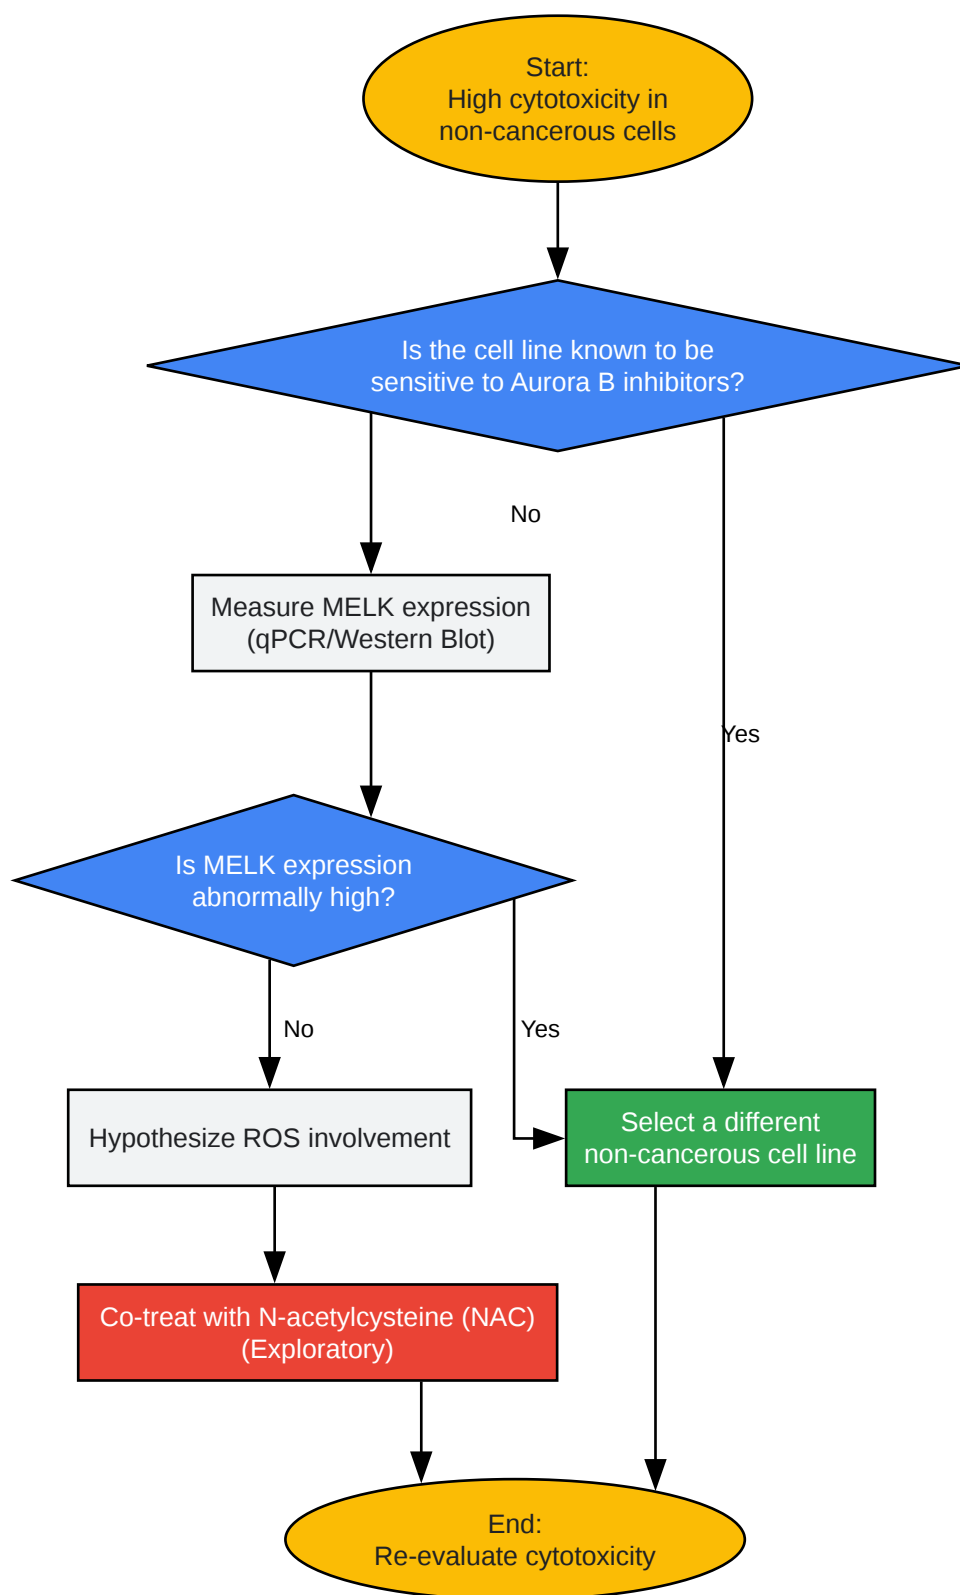 Start:
High cytotoxicity in
non-cancerous cells
Is the cell line known to be
sensitive to Aurora B inhibitors?
No
Measure MELK expression
(qPCR/Western Blot)
Yes
Is MELK expression
abnormally high?
No
Yes
Hypothesize ROS involvement
Select a different
non-cancerous cell line
Co-treat with N-acetylcysteine (NAC)
(Exploratory)
End:
Re-evaluate cytotoxicity